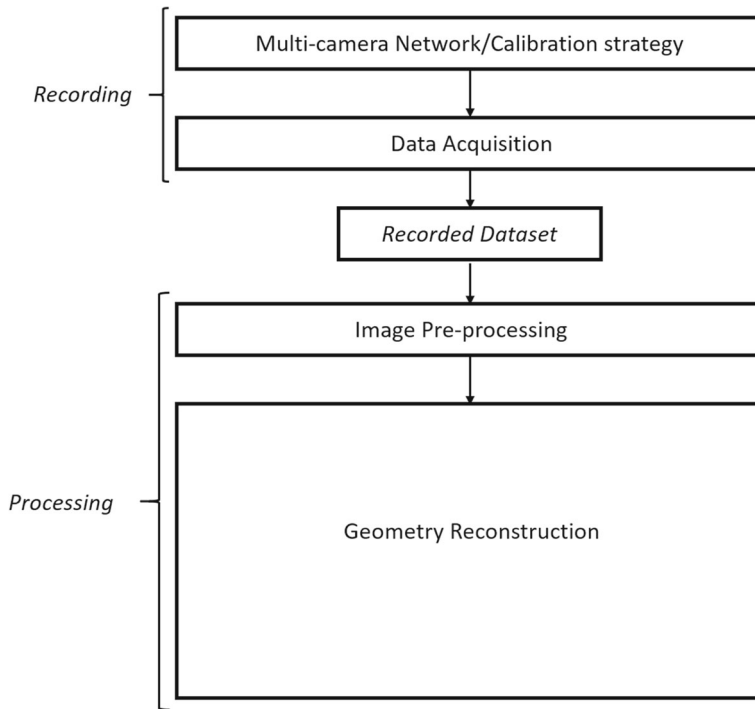 Multi-camera Network/Calibration strategy
Recording
Data Acquisition
Recorded Dataset
Image Pre-processing
Processing
Geometry Reconstruction